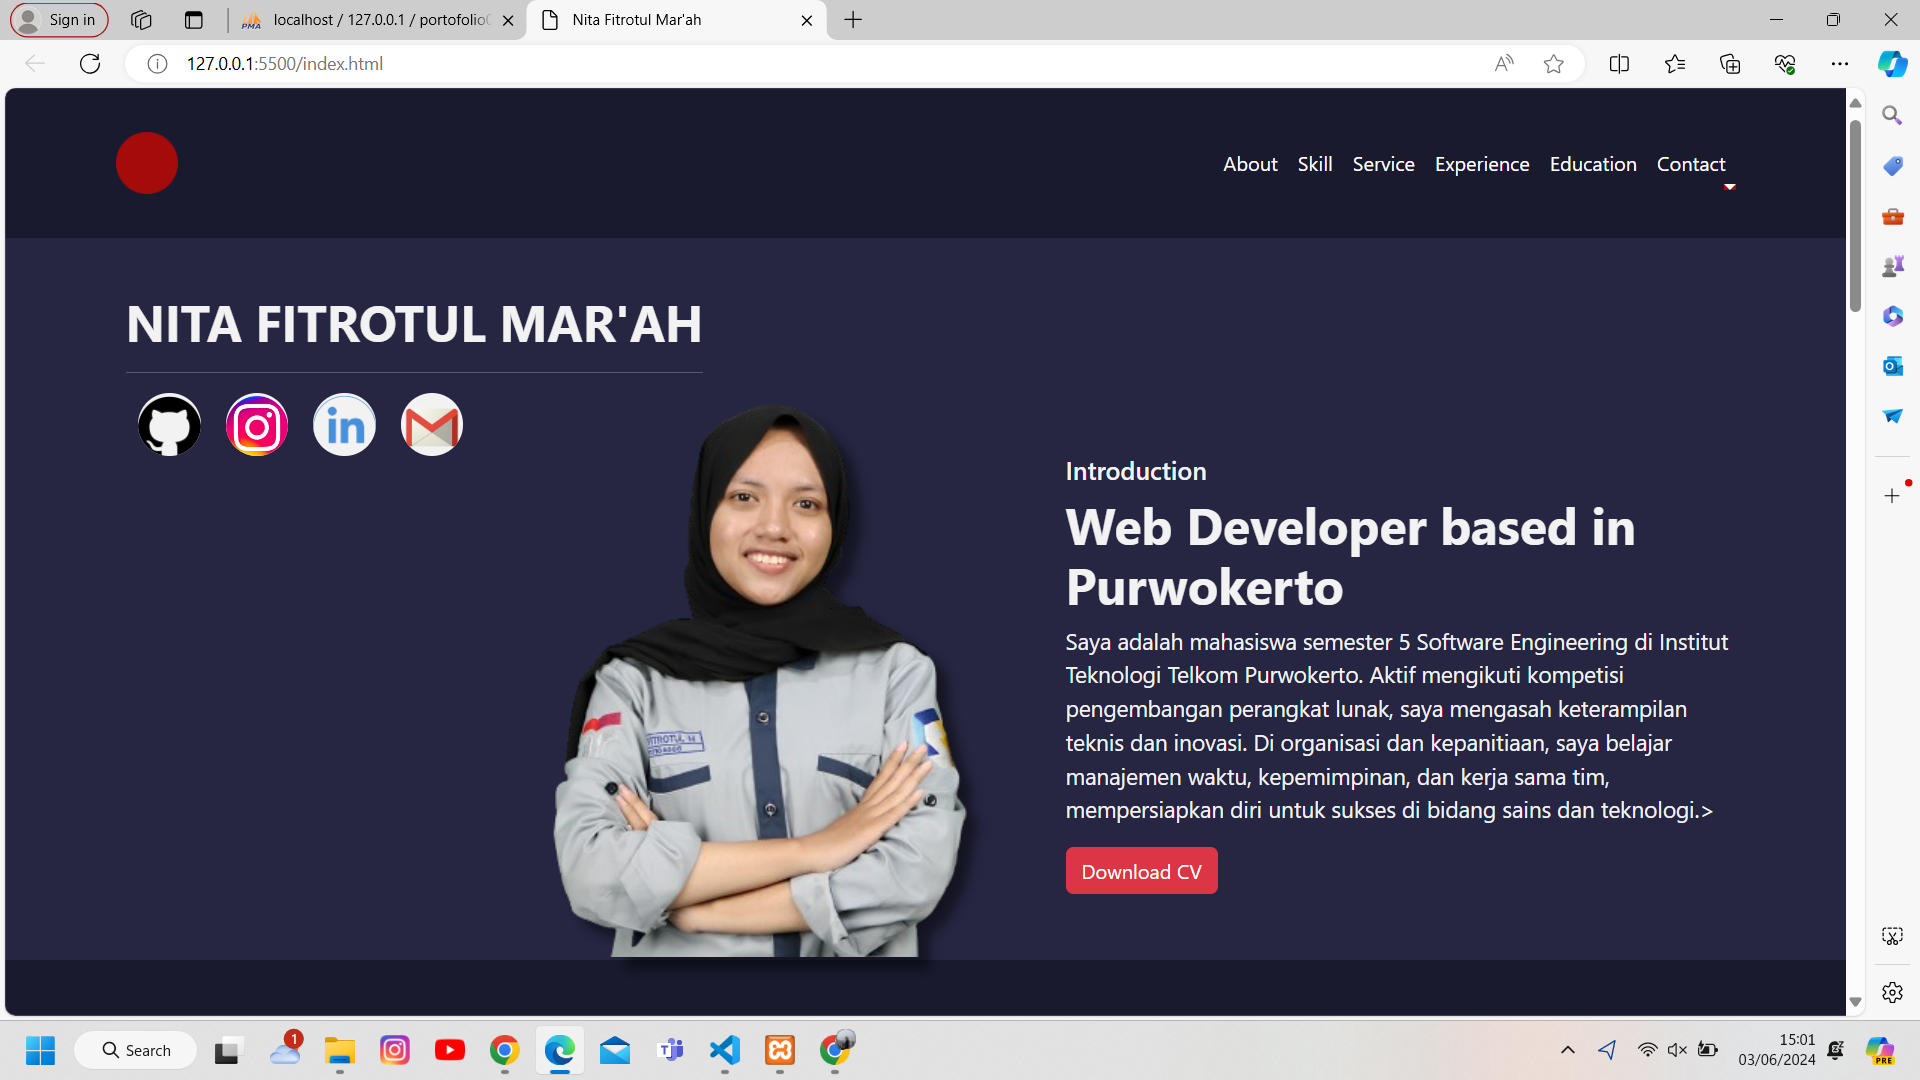 Sign in
PMA
localhost / 127.0.0.1 / portofolio
Nita Fitrotul Mar'ah
127.0.0.1:5500/index.html
About Skill Service Experience Education Contact
NITA FITROTUL MAR'AH
in
Introduction
Web Developer based in
Purwokerto
Saya adalah mahasiswa semester 5 Software Engineering di Institut
Teknologi Telkom Purwokerto. Aktif mengikuti kompetisi
pengembangan perangkat lunak, saya mengasah keterampilan
teknis dan inovasi. Di organisasi dan kepanitiaan, saya belajar
manajemen waktu, kepemimpinan, dan kerja sama tim,
mempersiapkan diri untuk sukses di bidang sains dan teknologi.>
Download CV
FITROTUL M
Search
1
15:01
03/06/2024
PRE